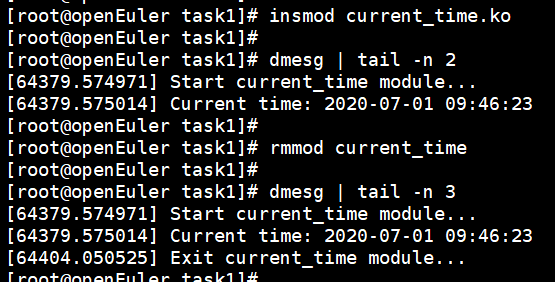 [root@openEuler task1]# insmod current_time.ko
[root@openEuler task1]#
[root@openEuler task1]# dmesg | tail -n 2
[64379.574971] Start current_time module...
[64379.575014] Current time: 2020-07-01 09:46:23
[root@openEuler task1]#
[root@openEuler task1]# rmmod current_time
[root@openEuler task1]#
[root@openEuler task1]# dmesg | tail -n 3
[64379.574971] Start current_time module...
[64379.575014] Current time: 2020-07-01 09:46:23
[64404.050525] Exit current_time module...
[root@openEuler task1]#